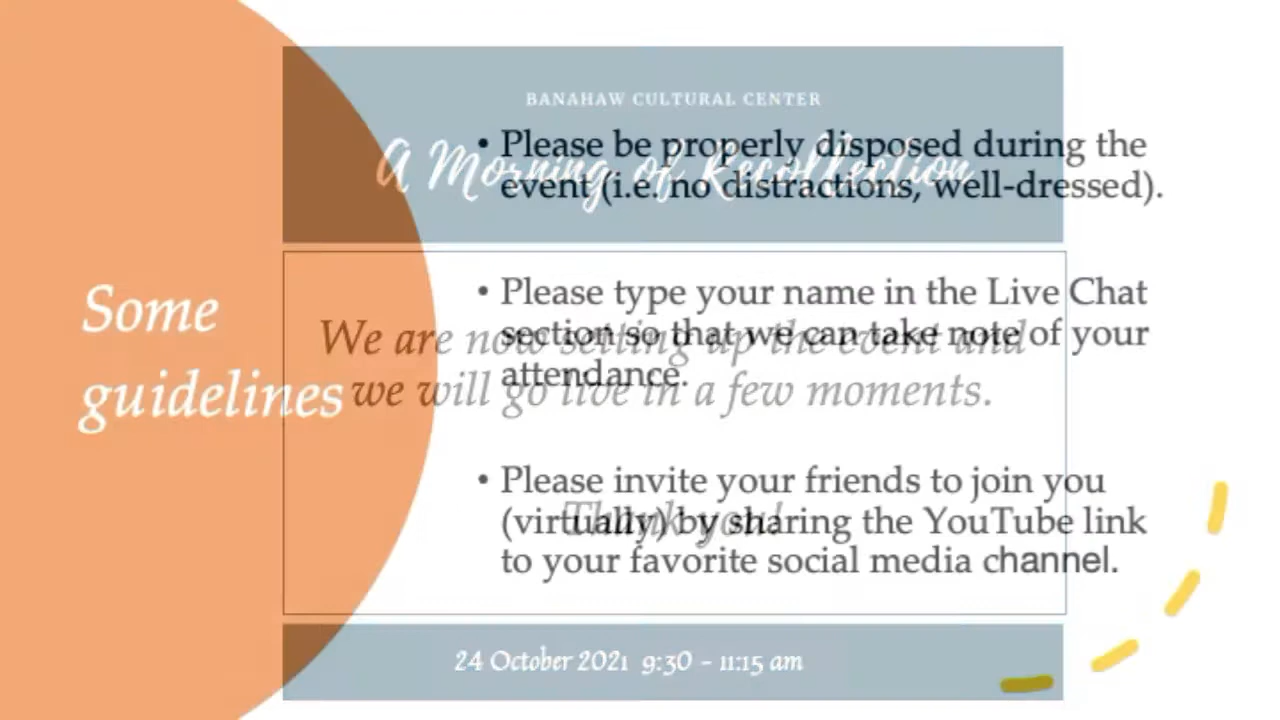 BANAHAW CULTURAL CENTER
A Morning of Recollection
We are now setting up the event and
we will go live in a few moments.
Thank you!
24 October 2021 9:30 - 11:15 am
Some
guidelines
• Please be properly disposed during the
event (i.e. no distractions, well-dressed).
• Please type your name in the Live Chat
section so that we can take note of your
attendance.
• Please invite your friends to join you
(virtually) by sharing the YouTube link
to your favorite social media channel.